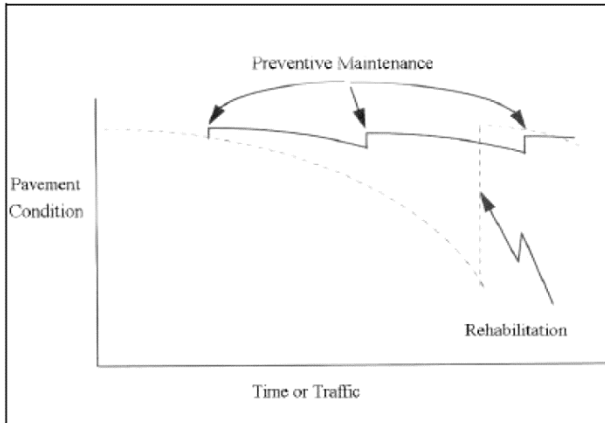 Preventive Maintenance
Pavement
Condition
Rehabilitation
Time or Traffic